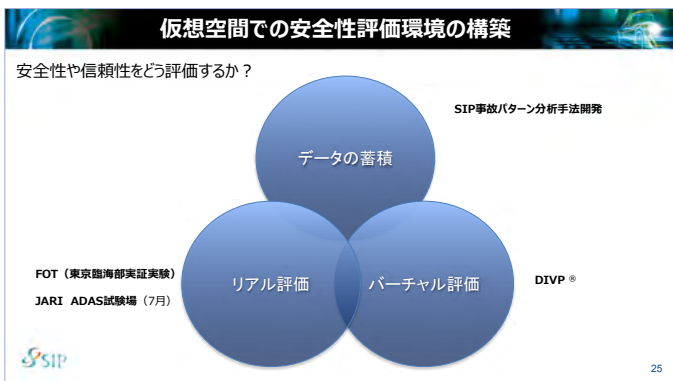 仮想空間での安全性評価環境の構築
安全性や信頼性をどう評価するか？
SIP事故パターン分析手法開発
データの蓄積
FOT（東京臨海部実証実験）
JARI ADAS試験場（7月）
リアル評価
バーチャル評価
DIVP ®
SIP
25